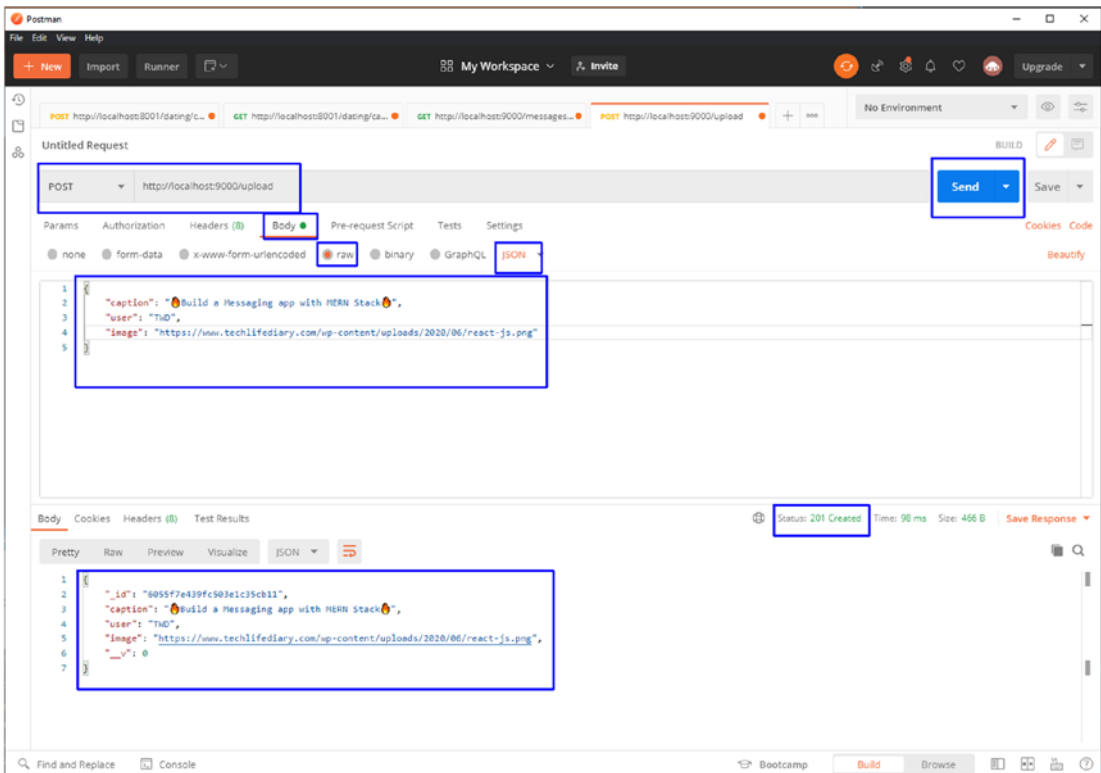 Postman
File Edit View Help
+ New Import Runner My Workspace Invite Upgrade
POST http://localhost:8001/dating/c... GET http://localhost:8001/dating/ca... GET http://localhost:9000/messages... POST http://localhost:9000/upload No Environment
Untitled Request BUILD
POST http://localhost:9000/upload Send Save
Params Authorization Headers (8) Body Pre-request Script Tests Settings Cookies Code
none form-data x-www-form-urlencoded raw binary GraphQL JSON Beautify
1 {
2 "caption": "🔥Build a Messaging app with MERN Stack🔥",
3 "user": "TWD",
4 "image": "https://www.techlifediary.com/wp-content/uploads/2020/06/react-js.png"
5 }
Body Cookies Headers (8) Test Results Status: 201 Created Time: 98 ms Size: 466 B Save Response
Pretty Raw Preview Visualize JSON
1 {
2 "_id": "6055f7e439fc503e1c35cb11",
3 "caption": "🔥Build a Messaging app with MERN Stack🔥",
4 "user": "TWD",
5 "image": "https://www.techlifediary.com/wp-content/uploads/2020/06/react-js.png",
6 "__v": 0
7 }
Find and Replace Console Bootcamp Build Browse